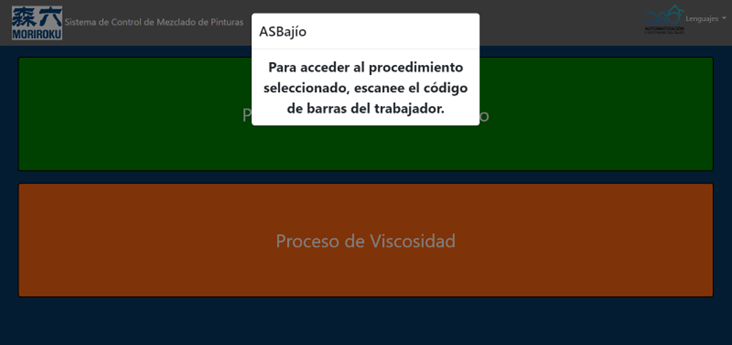 森六
MORIROKU
Sistema de Control de Mezclado de Pinturas
Lenguajes
ASBajío
Para acceder al procedimiento
seleccionado, escanee el código
de barras del trabajador.
P
o
Proceso de Viscosidad